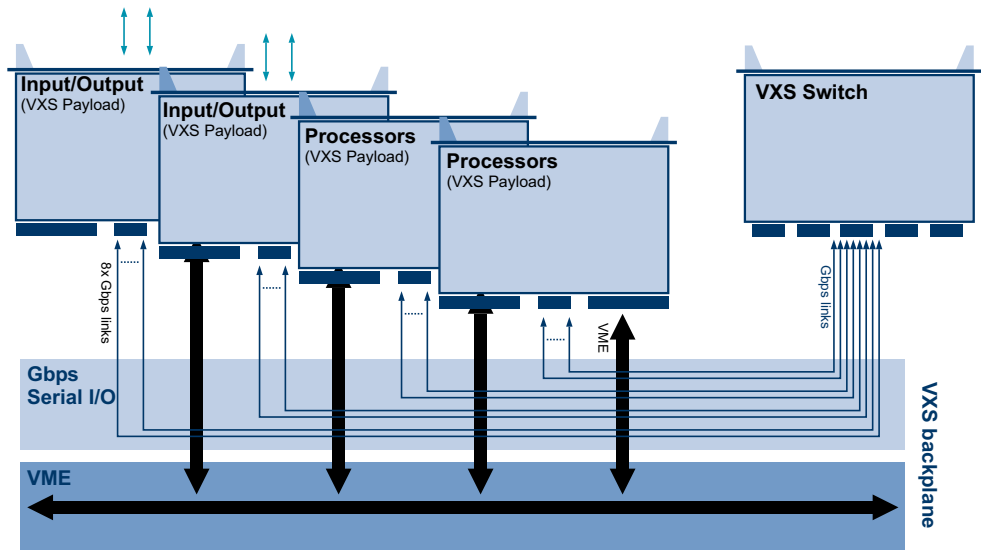 Input/Output
(VXS Payload)
Input/Output
(VXS Payload)
Processors
(VXS Payload)
Processors
(VXS Payload)
VXS Switch
8x Gbps links
VME
Gbps links
Gbps
Serial I/O
VME
VXS backplane